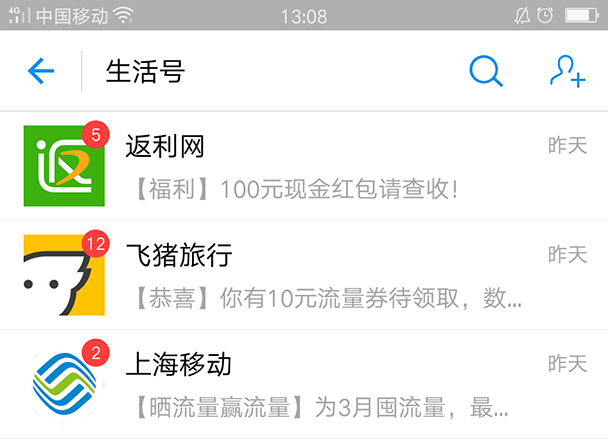 4G 中国移动 13:08
生活号
5
返利网 昨天
【福利】100元现金红包请查收!
12
飞猪旅行 昨天
【恭喜】你有10元流量券待领取，数...
2
上海移动 昨天
【晒流量赢流量】为3月囤流量，最...